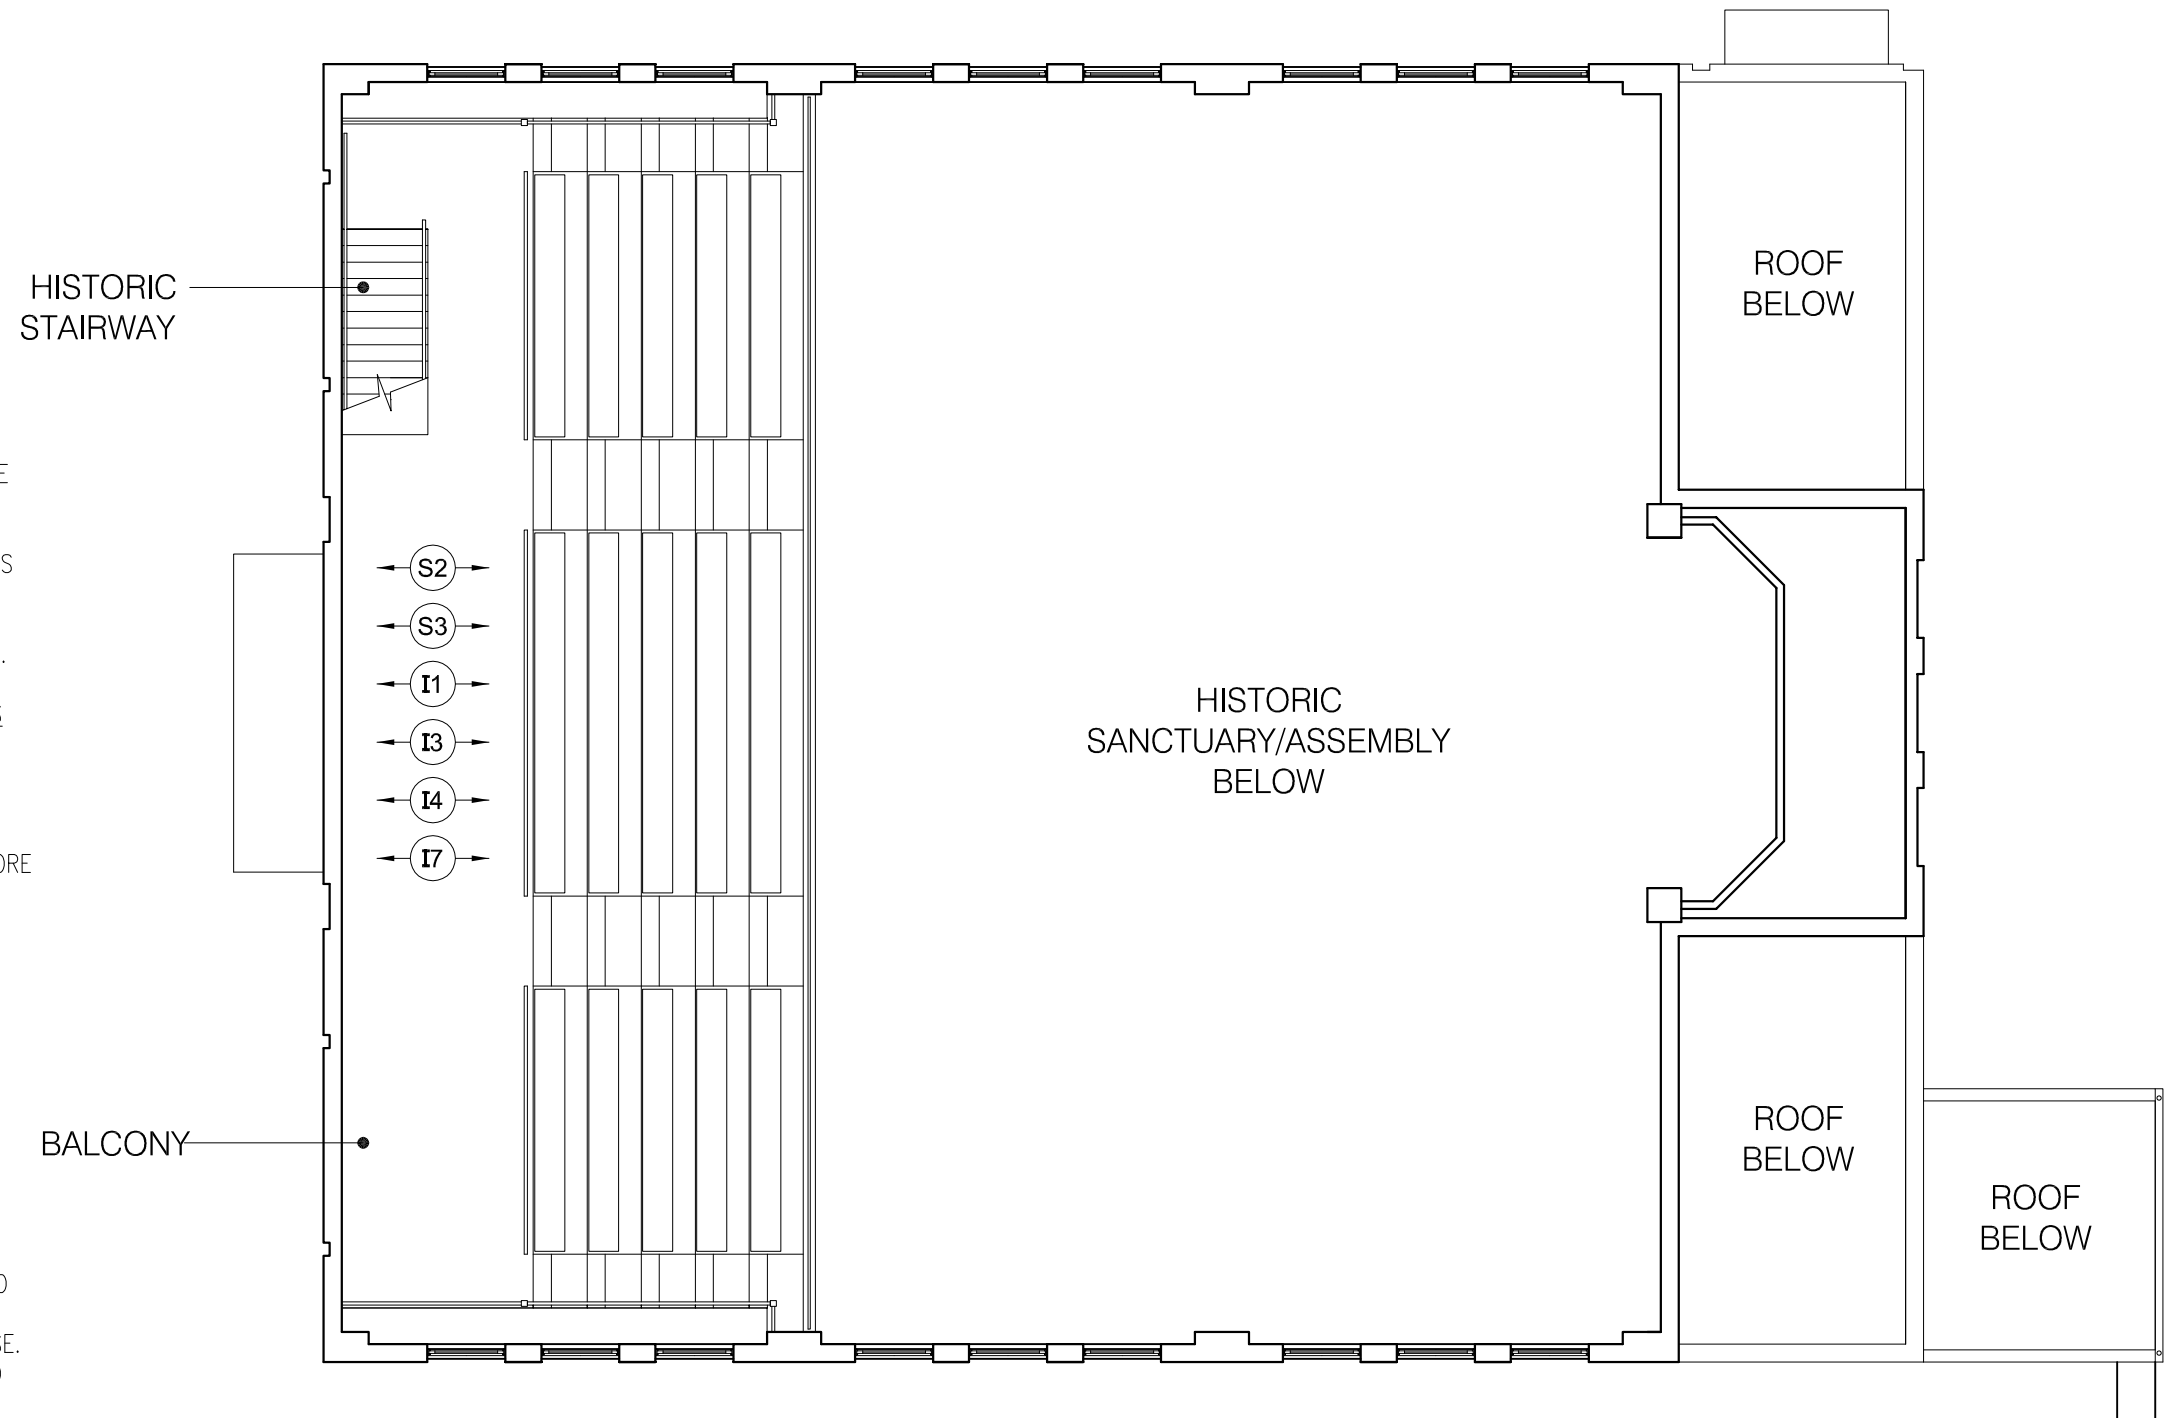 HISTORIC
STAIRWAY
ROOF
BELOW
S2
S3
I1
I3
I4
I7
HISTORIC
SANCTUARY/ASSEMBLY
BELOW
BALCONY
ROOF
BELOW
ROOF
BELOW